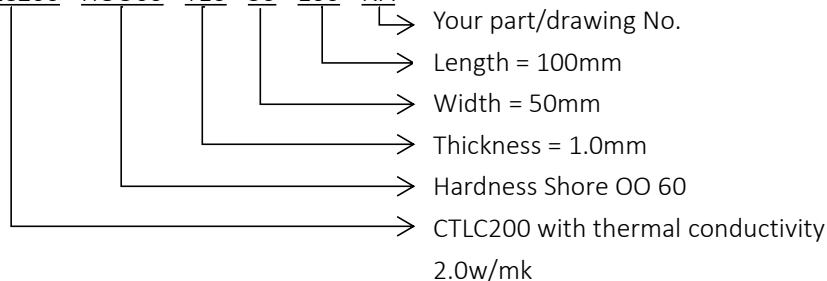 Your part/drawing No.
Length = 100mm
Width = 50mm
Thickness = 1.0mm
Hardness Shore OO 60
CTLC200 with thermal conductivity
2.0w/mk